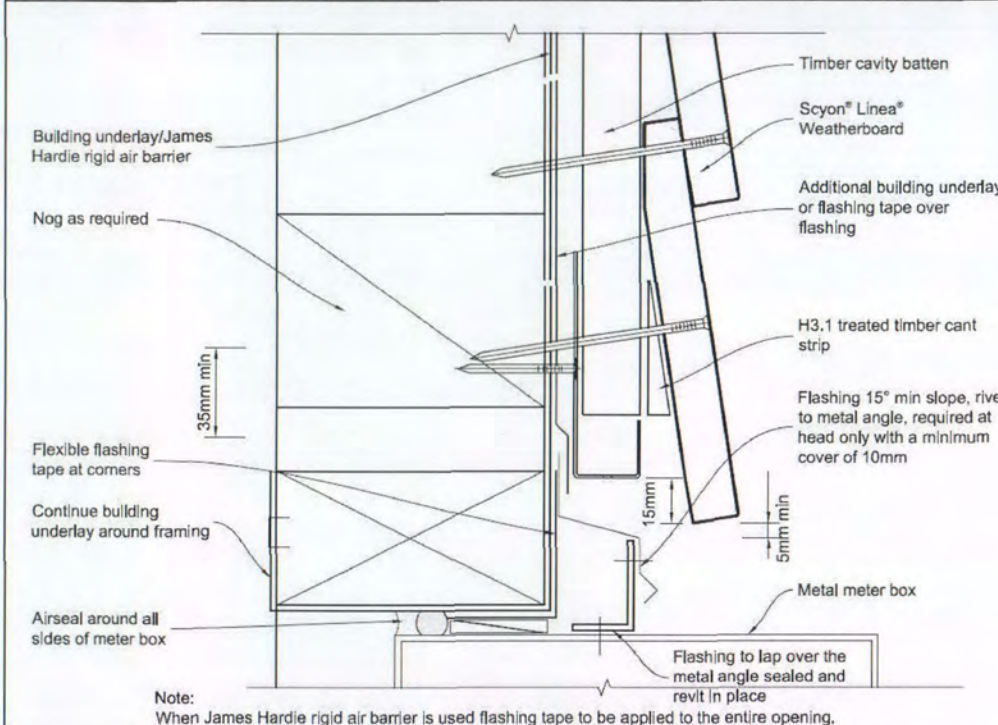 Timber cavity batten
Scyon® Linea®
Weatherboard
Building underlay/James
Hardie rigid air barrier
Additional building underlay
or flashing tape over
flashing
Nog as required
H3.1 treated timber cant
strip
35mm min
Flashing 15° min slope, rive
to metal angle, required at
head only with a minimum
cover of 10mm
Flexible flashing
tape at corners
15mm
5mm min
Continue building
underlay around framing
Metal meter box
Airseal around all
sides of meter box
Flashing to lap over the
metal angle sealed and
revit in place
Note:
When James Hardie rigid air barrier is used flashing tape to be applied to the entire opening.